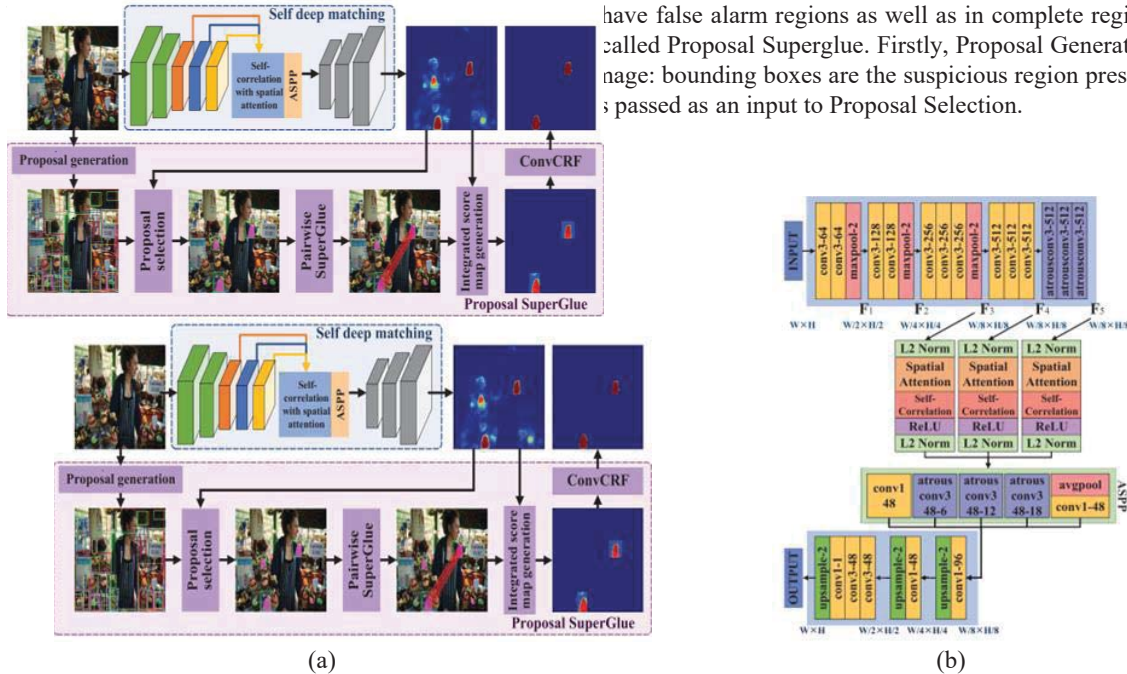 have false alarm regions as well as in complete regi
called Proposal Superglue. Firstly, Proposal Generat
mage: bounding boxes are the suspicious region pres
s passed as an input to Proposal Selection.
Self deep matching
Self-
correlation
with spatial
attention
ASPP
Proposal generation
ConvCRF
Proposal
selection
Pairwise
SuperGlue
Integrated score
map generation
Proposal SuperGlue
Self deep matching
Self-
correlation
with spatial
attention
ASPP
Proposal generation
ConvCRF
Proposal
selection
Pairwise
SuperGlue
Integrated score
map generation
Proposal SuperGlue
(a)
INPUT
conv3-64
conv3-64
maxpool-2
conv3-128
conv3-128
maxpool-2
conv3-256
conv3-256
conv3-256
maxpool-2
conv3-512
conv3-512
conv3-512
atrousconv3-512
atrousconv3-512
atrousconv3-512
F1 F2 F3 F4 F5
W×H W/2×H/2 W/4×H/4 W/8×H/8 W/8×H/8 W/8×H/8
L2 Norm L2 Norm L2 Norm
Spatial Spatial Spatial
Attention Attention Attention
Self- Self- Self-
Correlation Correlation Correlation
ReLU ReLU ReLU
L2 Norm L2 Norm L2 Norm
conv1
48
atrous
conv3
48-6
atrous
conv3
48-12
atrous
conv3
48-18
avgpool
conv1-48
ASPP
OUTPUT
upsample-2
conv1-1
conv3-48
conv3-48
upsample-2
conv1-48
upsample-2
conv1-96
W×H W/2×H/2 W/4×H/4 W/8×H/8
(b)